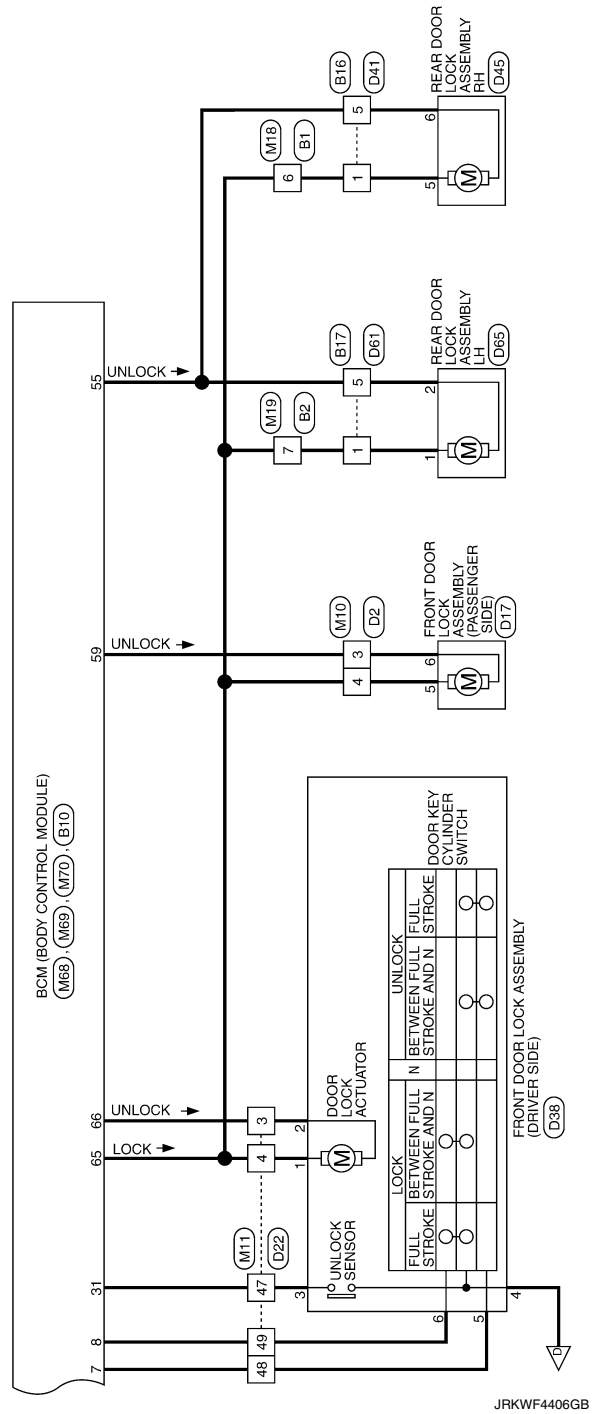 BCM (BODY CONTROL MODULE)
M68 , M69 , M70 , B10
7
8
31
65
66
59
55
LOCK
UNLOCK
UNLOCK
UNLOCK
M11
D22
48
49
47
4
3
M10
D2
4
3
M19
B2
7
B17
D61
1
5
M18
B1
6
B16
D41
1
5
3
1
2
UNLOCK
SENSOR
M
DOOR
LOCK
ACTUATOR
LOCK
N
UNLOCK
FULL
STROKE
BETWEEN FULL
STROKE AND N
BETWEEN FULL
STROKE AND N
FULL
STROKE
DOOR KEY
CYLINDER
SWITCH
6
5
4
D
FRONT DOOR LOCK ASSEMBLY
(DRIVER SIDE)
D38
5
6
M
FRONT DOOR
LOCK
ASSEMBLY
(PASSENGER
SIDE)
D17
1
2
M
REAR DOOR
LOCK
ASSEMBLY
LH
D65
5
6
M
REAR DOOR
LOCK
ASSEMBLY
RH
D45
JRKWF4406GB